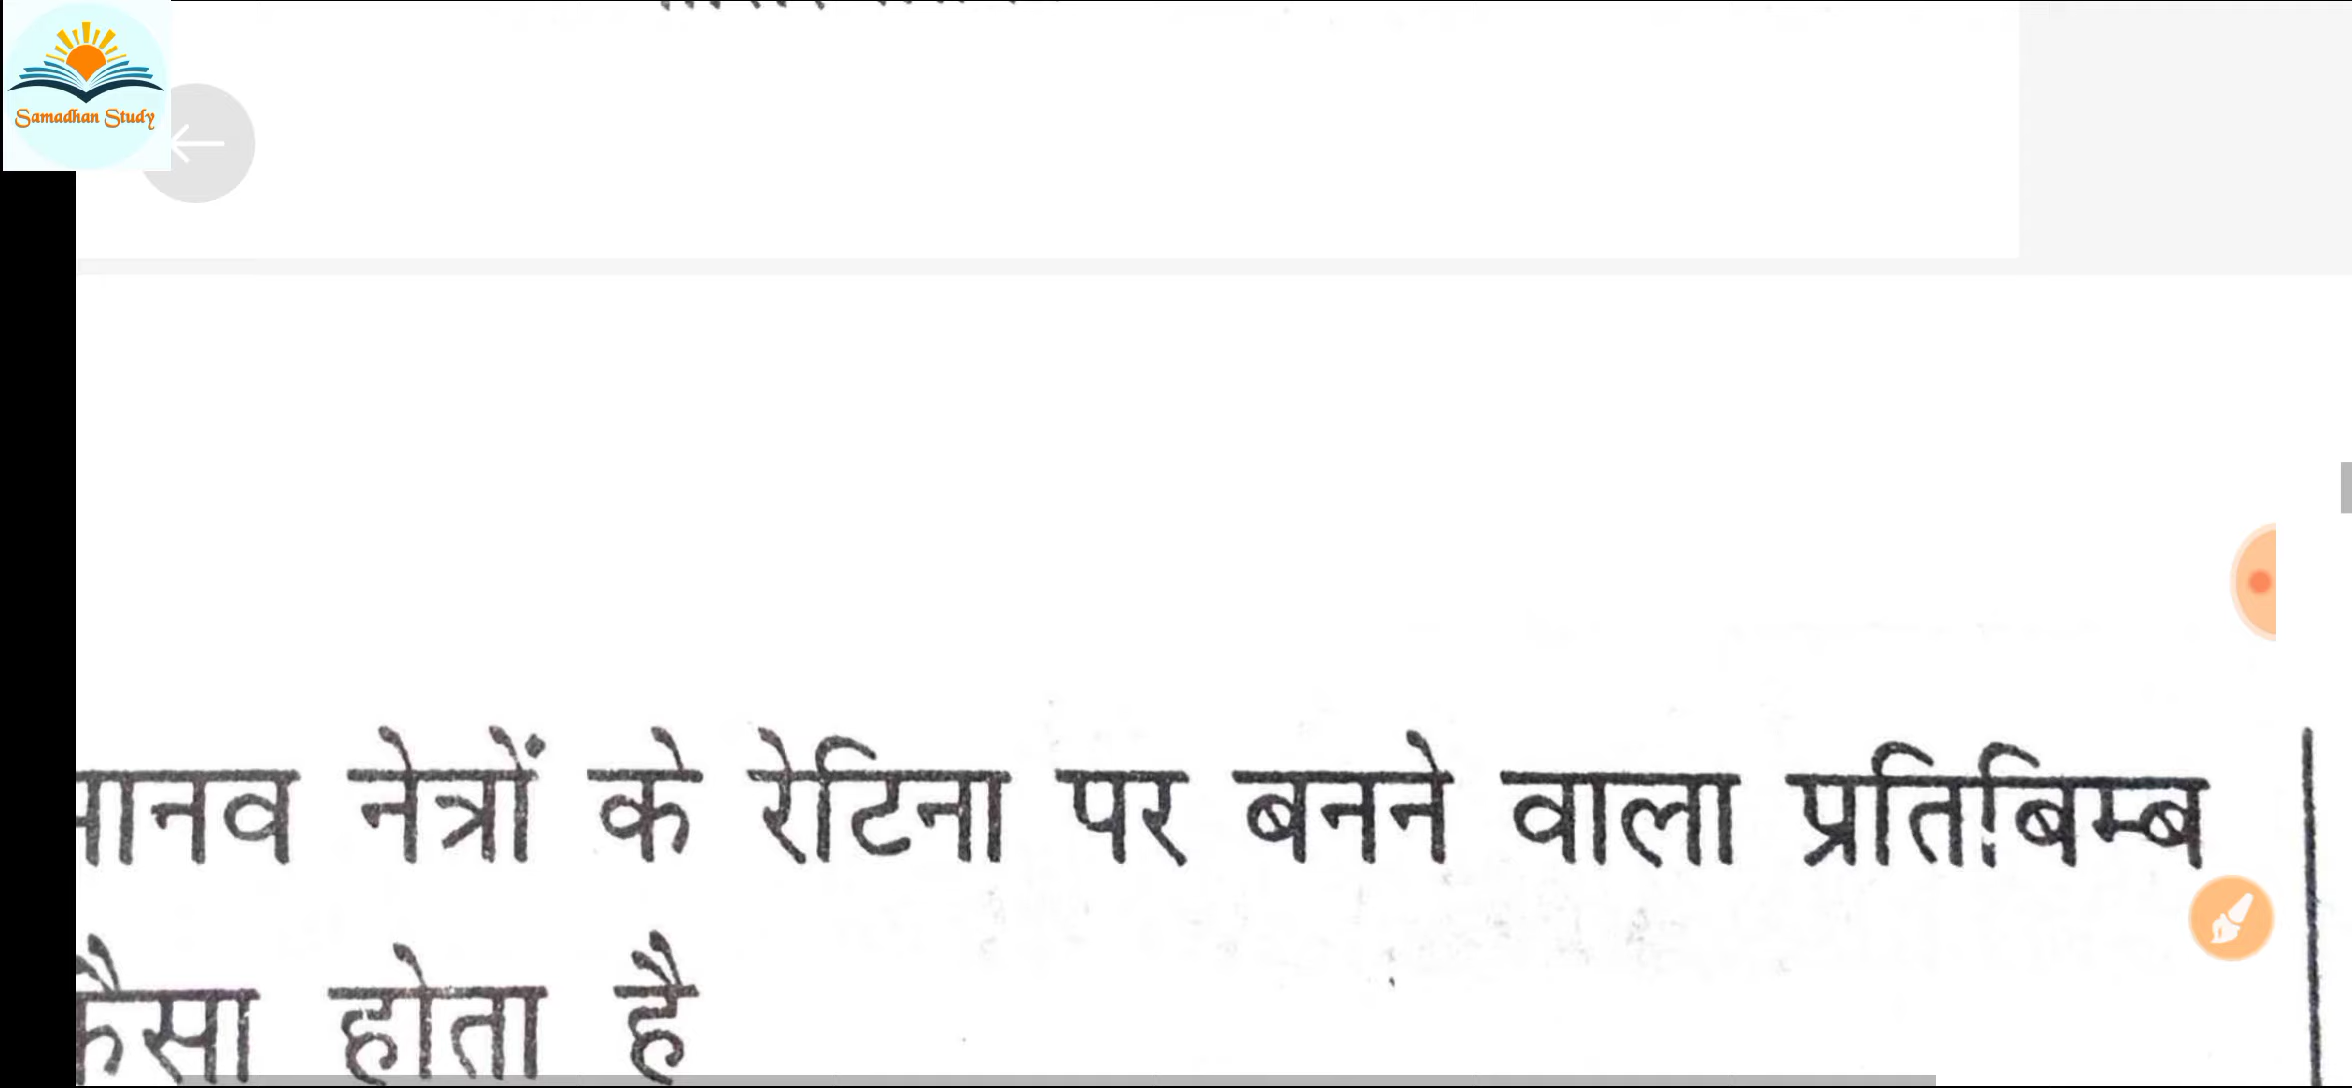 Samadhan Study
मानव नेत्रों के रेटिना पर बनने वाला प्रतिबिम्ब
कैसा होता है